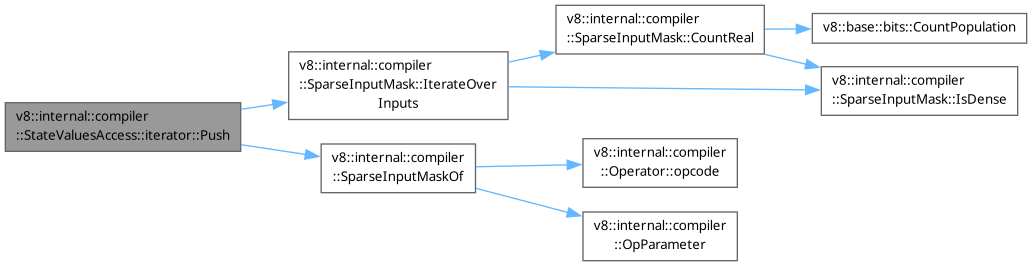 v8::internal::compiler
::StateValuesAccess::iterator::Push
v8::internal::compiler
::SparseInputMask::IterateOver
Inputs
v8::internal::compiler
::SparseInputMask::CountReal
v8::base::bits::CountPopulation
v8::internal::compiler
::SparseInputMask::IsDense
v8::internal::compiler
::SparseInputMaskOf
v8::internal::compiler
::Operator::opcode
v8::internal::compiler
::OpParameter